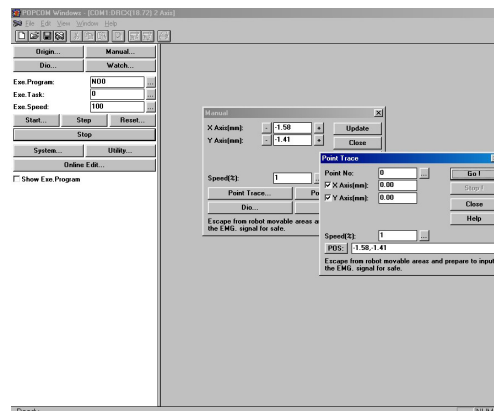 POPCOM Windows - [COM1:DRCX(18.72) 2 Axis]
File Edit View Window Help
Origin... Manual...
Dio... Watch...
Exe.Program: NO0 ...
Exe.Task: 0 ...
Exe.Speed: 100 ...
Start... Step Reset...
Stop
System... Utility...
Online Edit...
Show Exe.Program
Manual
X Axis(mm): - -1.58 + Update
Y Axis(mm): - -1.41 + Close
Speed(%): 1
Point Trace... Po
Dio...
Escape from robot movable areas a
the EMG. signal for safe.
Point Trace
Point No: 0 ... Go !
X Axis(mm): 0.00 Stop !
Y Axis(mm): 0.00
Close
Help
Speed(%): 1 ...
POS: -1.58,-1.41
Escape from robot movable areas and prepare to input
the EMG. signal for safe.
Ready